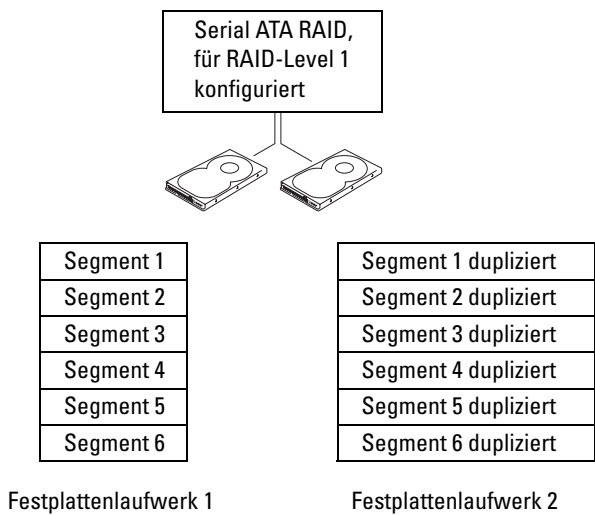 Serial ATA RAID,
für RAID-Level 1
konfiguriert
Segment 1
Segment 2
Segment 3
Segment 4
Segment 5
Segment 6
Festplattenlaufwerk 1
Segment 1 dupliziert
Segment 2 dupliziert
Segment 3 dupliziert
Segment 4 dupliziert
Segment 5 dupliziert
Segment 6 dupliziert
Festplattenlaufwerk 2